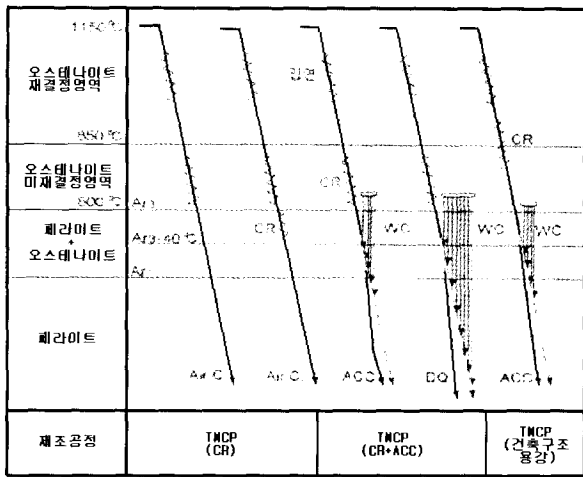 1150℃
오스테나이트
재결정영역
압연
850℃
CR
오스테나이트
미재결정영역
CR
800℃
Ar₃
페라이트
+
오스테나이트
CR
WC
WC
WC
Ar₃-40℃
페라이트
Air C.
Air C.
ACC
DQ
ACC
제조공정
TMCP
(CR)
TMCP
(CR+ACC)
TMCP
(건축구조
용강)